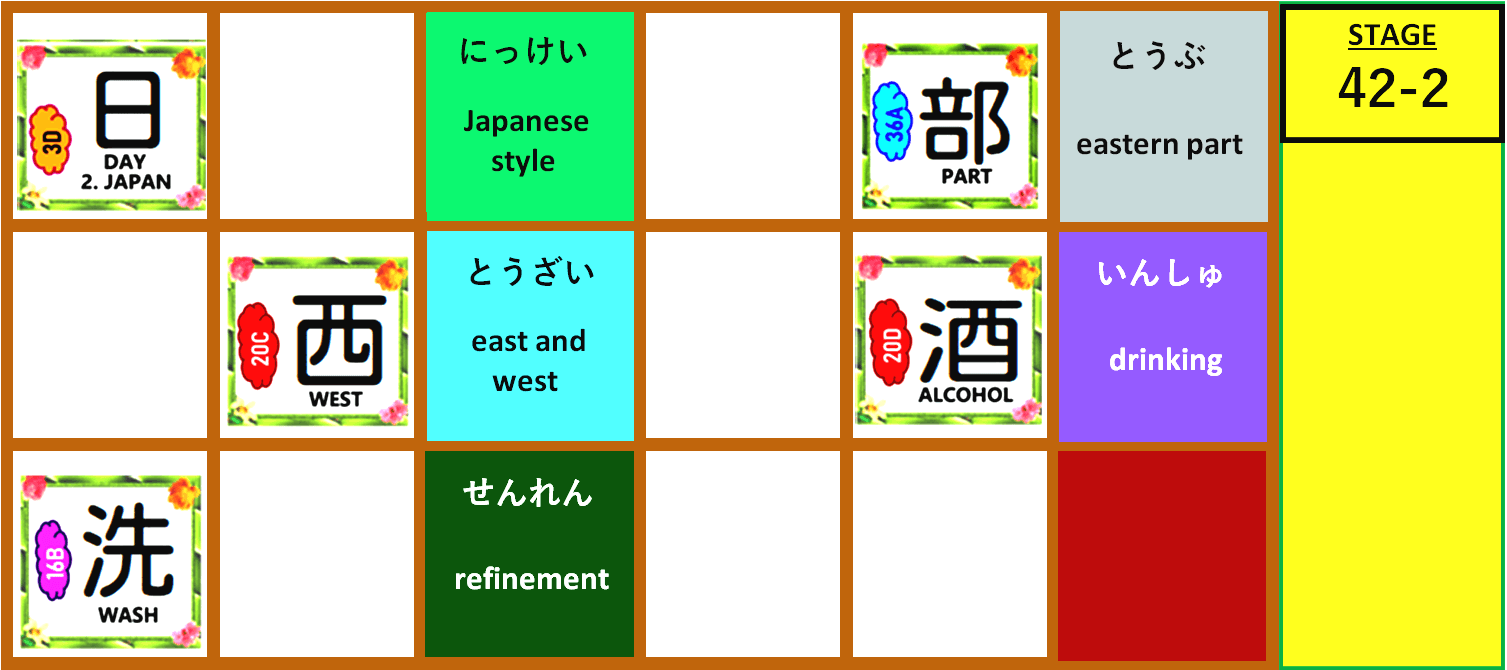 3D
日
DAY
2. JAPAN
にっけい
Japanese
style
36A
部
PART
とうぶ
eastern part
STAGE
42-2
20C
西
WEST
とうざい
east and
west
20D
酒
ALCOHOL
いんしゅ
drinking
16B
洗
WASH
せんれん
refinement